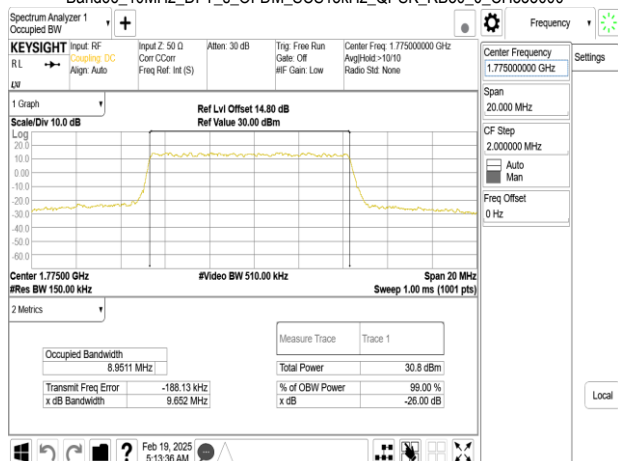 Spectrum Analyzer 1
Occupied BW
+
Frequency
KEYSIGHT
Input: RF
Coupling: DC
Align: Auto
Input Z: 50 Ω
Corr CCorr
Freq Ref: Int (S)
Atten: 30 dB
Trig: Free Run
Gate: Off
#IF Gain: Low
Center Freq: 1.775000000 GHz
Avg|Hold:>10/10
Radio Std: None
RL
LXI
Center Frequency
1.775000000 GHz
Settings
Span
20.000 MHz
CF Step
2.000000 MHz
Auto
Man
Freq Offset
0 Hz
Local
1 Graph
Scale/Div 10.0 dB
Ref Lvl Offset 14.80 dB
Ref Value 30.00 dBm
Log
20.0
10.0
0.00
-10.0
-20.0
-30.0
-40.0
-50.0
-60.0
Center 1.77500 GHz
#Res BW 150.00 kHz
#Video BW 510.00 kHz
Span 20 MHz
Sweep 1.00 ms (1001 pts)
2 Metrics
Measure Trace Trace 1
Occupied Bandwidth
8.9511 MHz
Total Power 30.8 dBm
Transmit Freq Error -188.13 kHz
% of OBW Power 99.00 %
x dB Bandwidth 9.652 MHz
x dB -26.00 dB
?
Feb 19, 2025
5:13:36 AM